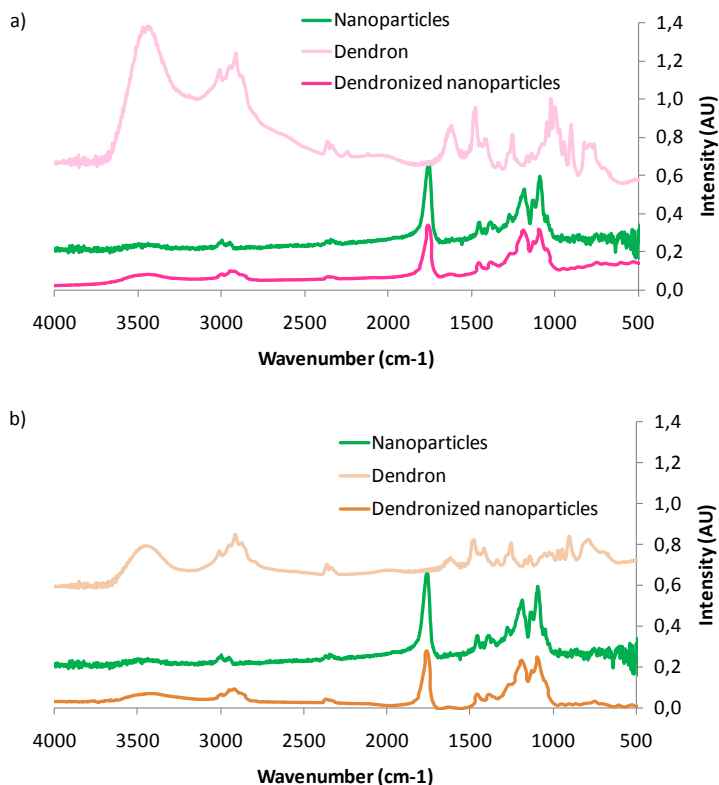 a)
Nanoparticles
Dendron
Dendronized nanoparticles
1,4
1,2
1,0
0,8
0,6
0,4
0,2
0,0
Intensity (AU)
4000 3500 3000 2500 2000 1500 1000 500
Wavenumber (cm-1)
b)
Nanoparticles
Dendron
Dendronized nanoparticles
1,4
1,2
1,0
0,8
0,6
0,4
0,2
0,0
Intensity (AU)
4000 3500 3000 2500 2000 1500 1000 500
Wavenumber (cm-1)